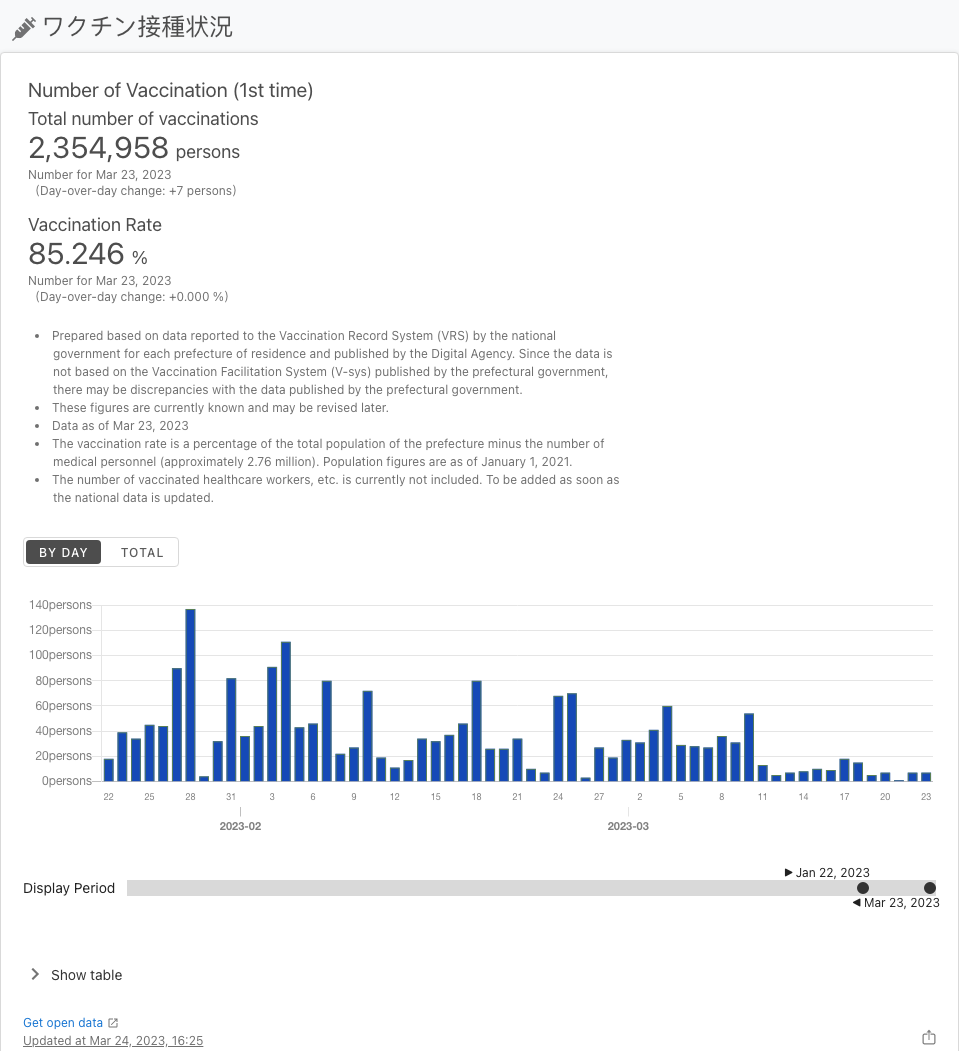 ワクチン接種状況
Number of Vaccination (1st time)
Total number of vaccinations
2,354,958 persons
Number for Mar 23, 2023
(Day-over-day change: +7 persons)
Vaccination Rate
85.246 %
Number for Mar 23, 2023
(Day-over-day change: +0.000 %)
• Prepared based on data reported to the Vaccination Record System (VRS) by the national
government for each prefecture of residence and published by the Digital Agency. Since the data is
not based on the Vaccination Facilitation System (V-sys) published by the prefectural government,
there may be discrepancies with the data published by the prefectural government.
• These figures are currently known and may be revised later.
• Data as of Mar 23, 2023
• The vaccination rate is a percentage of the total population of the prefecture minus the number of
medical personnel (approximately 2.76 million). Population figures are as of January 1, 2021.
• The number of vaccinated healthcare workers, etc. is currently not included. To be added as soon as
the national data is updated.
BY DAY TOTAL
140persons
120persons
100persons
80persons
60persons
40persons
20persons
0persons
22 25 28 31 3 6 9 12 15 18 21 24 27 2 5 8 11 14 17 20 23
2023-02 2023-03
Jan 22, 2023
Display Period
Mar 23, 2023
Show table
Get open data
Updated at Mar 24, 2023, 16:25